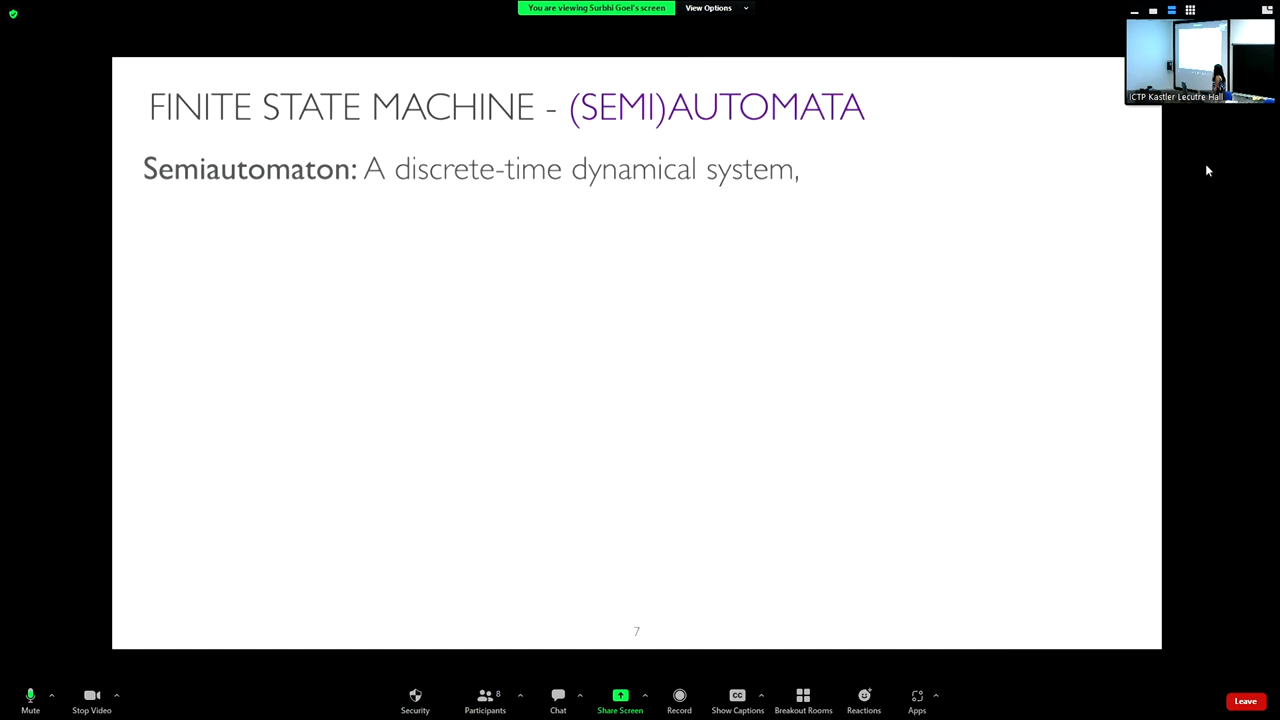 You are viewing Surbhi Goel's screen
View Options
ICTP Kastler Lecutre Hall
FINITE STATE MACHINE - (SEMI)AUTOMATA
Semiautomaton: A discrete-time dynamical system,
7
Mute
Stop Video
Security
8
Participants
Chat
Share Screen
Record
CC
Show Captions
Breakout Rooms
Reactions
Apps
Leave